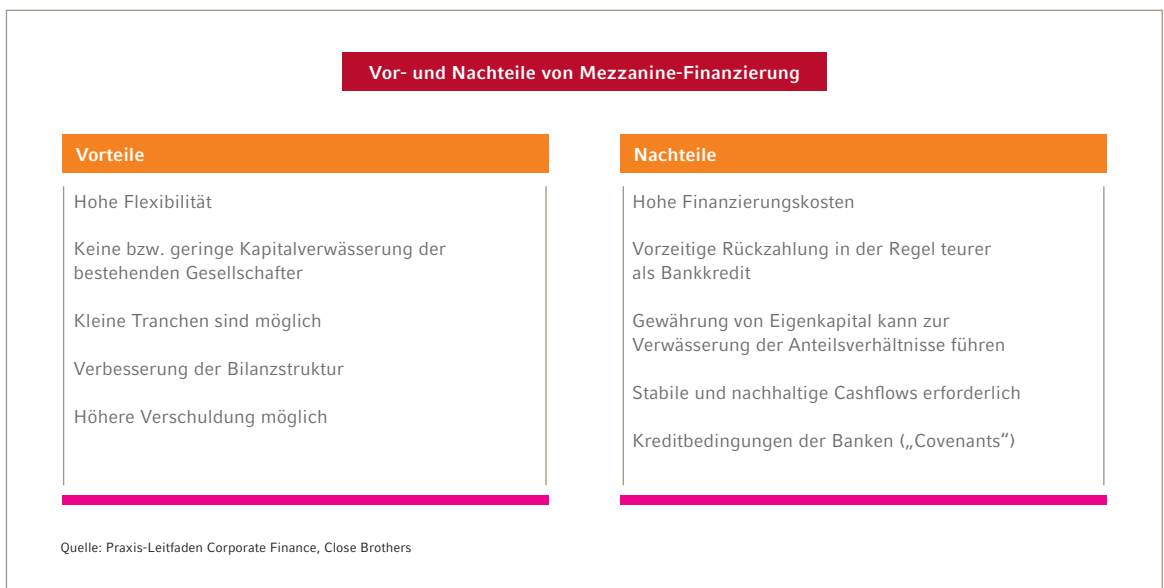 Vor- und Nachteile von Mezzanine-Finanzierung
Vorteile
Hohe Flexibilität
Keine bzw. geringe Kapitalverwässerung der
bestehenden Gesellschafter
Kleine Tranchen sind möglich
Verbesserung der Bilanzstruktur
Höhere Verschuldung möglich
Nachteile
Hohe Finanzierungskosten
Vorzeitige Rückzahlung in der Regel teurer
als Bankkredit
Gewährung von Eigenkapital kann zur
Verwässerung der Anteilsverhältnisse führen
Stabile und nachhaltige Cashflows erforderlich
Kreditbedingungen der Banken („Covenants“)
Quelle: Praxis-Leitfaden Corporate Finance, Close Brothers